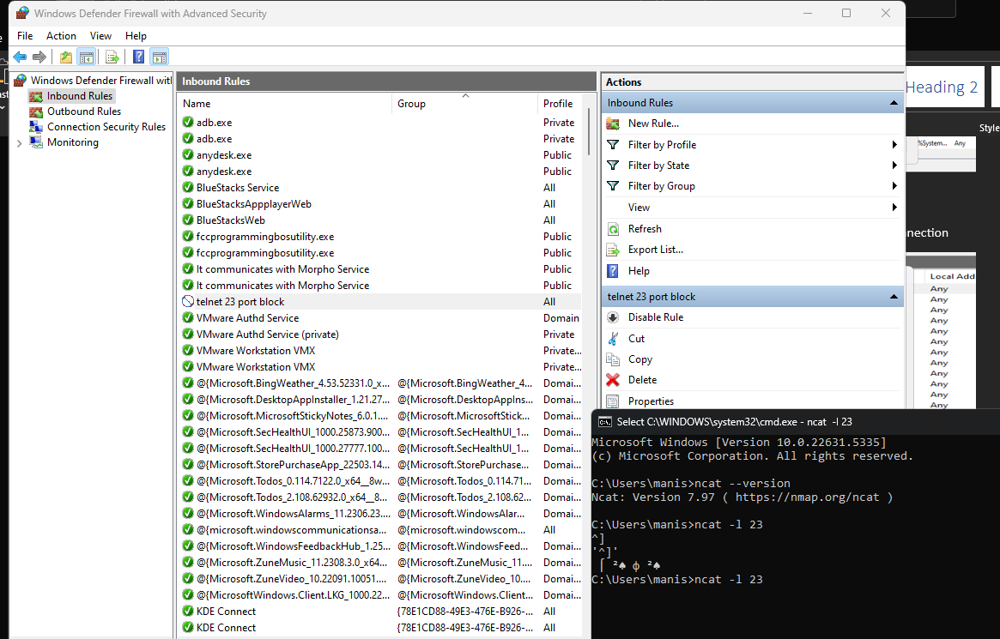 Windows Defender Firewall with Advanced Security
File Action View Help
Windows Defender Firewall with
Inbound Rules
Outbound Rules
Connection Security Rules
Monitoring
Inbound Rules
Name Group Profile
adb.exe Private
adb.exe Private
anydesk.exe Public
anydesk.exe Public
BlueStacks Service All
BlueStacksAppplayerWeb All
BlueStacksWeb All
fccprogrammingbosutility.exe Public
fccprogrammingbosutility.exe Public
It communicates with Morpho Service Public
It communicates with Morpho Service Public
telnet 23 port block All
VMware Authd Service Domain
VMware Authd Service (private) Private
VMware Workstation VMX Private...
VMware Workstation VMX Private...
@{Microsoft.BingWeather_4.53.52331.0_x... @{Microsoft.BingWeather_4... Domai...
@{Microsoft.DesktopAppInstaller_1.21.27... @{Microsoft.DesktopAppIns... Domai...
@{Microsoft.MicrosoftStickyNotes_6.0.1.... @{Microsoft.MicrosoftStick... Domai...
@{Microsoft.SecHealthUI_1000.25873.900... @{Microsoft.SecHealthUI_1... Domai...
@{Microsoft.SecHealthUI_1000.27777.100... @{Microsoft.SecHealthUI_1... Domai...
@{Microsoft.StorePurchaseApp_22503.14... @{Microsoft.StorePurchase... Domai...
@{Microsoft.Todos_0.114.7122.0_x64__8w... @{Microsoft.Todos_0.114.71... Domai...
@{Microsoft.Todos_2.108.62932.0_x64__8... @{Microsoft.Todos_2.108.62... Domai...
@{Microsoft.WindowsAlarms_11.2306.23.... @{Microsoft.WindowsAlar... Domai...
@{microsoft.windowscommunicationsa... @{microsoft.windowscom... All
@{Microsoft.WindowsFeedbackHub_1.25... @{Microsoft.WindowsFeed... Domai...
@{Microsoft.ZuneMusic_11.2308.3.0_x64... @{Microsoft.ZuneMusic_11.... Domai...
@{Microsoft.ZuneVideo_10.22091.10051.... @{Microsoft.ZuneVideo_10.... Domai...
@{MicrosoftWindows.Client.LKG_1000.22... @{MicrosoftWindows.Client... Domai...
KDE Connect {78E1CD88-49E3-476E-B926-... All
KDE Connect {78E1CD88-49E3-476E-B926-... All
Actions
Inbound Rules
New Rule...
Filter by Profile
Filter by State
Filter by Group
View
Refresh
Export List...
Help
telnet 23 port block
Disable Rule
Cut
Copy
Delete
Properties
Heading 2
Style
%System... Any
nnection
Local Add
Any
Any
Any
Any
Any
Any
Any
Any
Any
Any
Any
Any
Select C:\WINDOWS\system32\cmd.exe - ncat -l 23
Microsoft Windows [Version 10.0.22631.5335]
(c) Microsoft Corporation. All rights reserved.
C:\Users\manis>ncat --version
Ncat: Version 7.97 ( https://nmap.org/ncat )
C:\Users\manis>ncat -l 23
^]
'^]'
⌠ ²♠ ϕ ²♠
C:\Users\manis>ncat -l 23